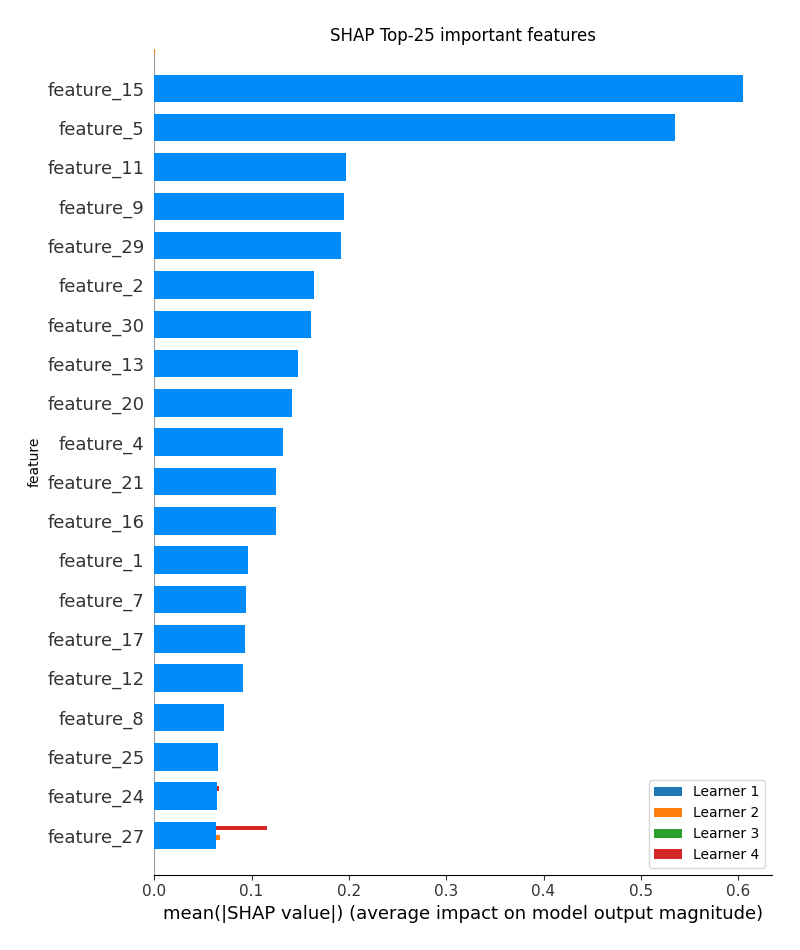 SHAP Top-25 important features
feature_15
feature_5
feature_11
feature_9
feature_29
feature_2
feature_30
feature_13
feature_20
feature_4
feature_21
feature_16
feature_1
feature_7
feature_17
feature_12
feature_8
feature_25
feature_24
feature_27
feature
Learner 1
Learner 2
Learner 3
Learner 4
0.0 0.1 0.2 0.3 0.4 0.5 0.6
mean(|SHAP value|) (average impact on model output magnitude)